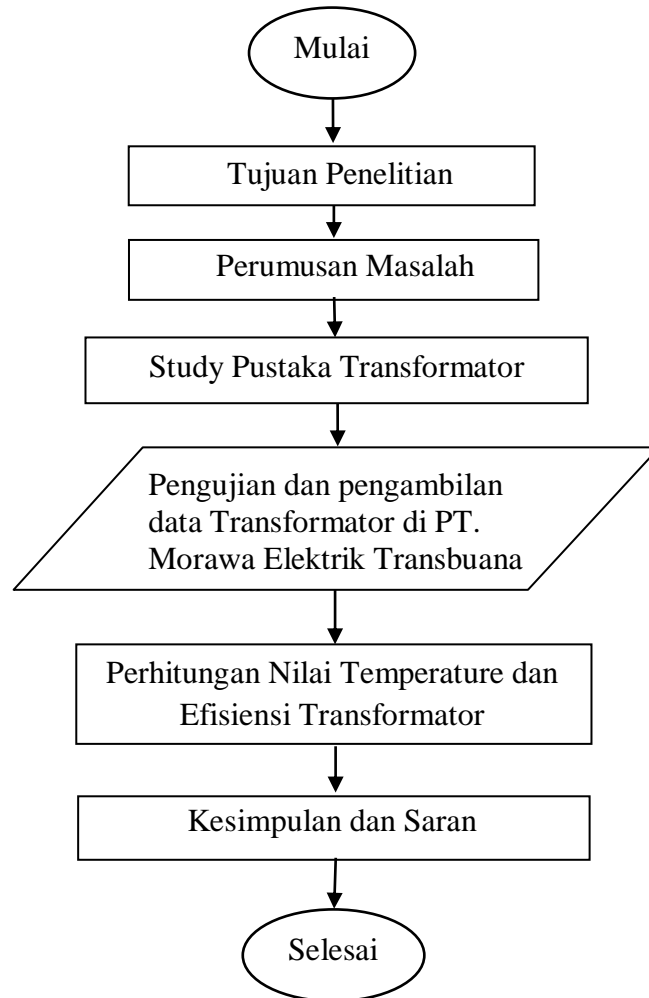 Mulai
Tujuan Penelitian
Perumusan Masalah
Study Pustaka Transformator
Pengujian dan pengambilan
data Transformator di PT.
Morawa Elektrik Transbuana
Perhitungan Nilai Temperature dan
Efisiensi Transformator
Kesimpulan dan Saran
Selesai